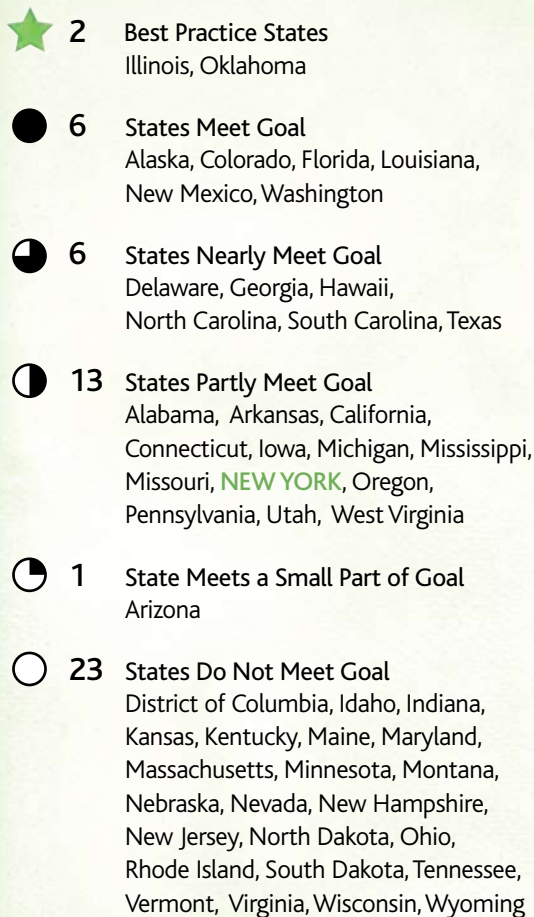 2 Best Practice States
Illinois, Oklahoma
6 States Meet Goal
Alaska, Colorado, Florida, Louisiana,
New Mexico, Washington
6 States Nearly Meet Goal
Delaware, Georgia, Hawaii,
North Carolina, South Carolina, Texas
13 States Partly Meet Goal
Alabama, Arkansas, California,
Connecticut, Iowa, Michigan, Mississippi,
Missouri, NEW YORK, Oregon,
Pennsylvania, Utah, West Virginia
1 State Meets a Small Part of Goal
Arizona
23 States Do Not Meet Goal
District of Columbia, Idaho, Indiana,
Kansas, Kentucky, Maine, Maryland,
Massachusetts, Minnesota, Montana,
Nebraska, Nevada, New Hampshire,
New Jersey, North Dakota, Ohio,
Rhode Island, South Dakota, Tennessee,
Vermont, Virginia, Wisconsin, Wyoming